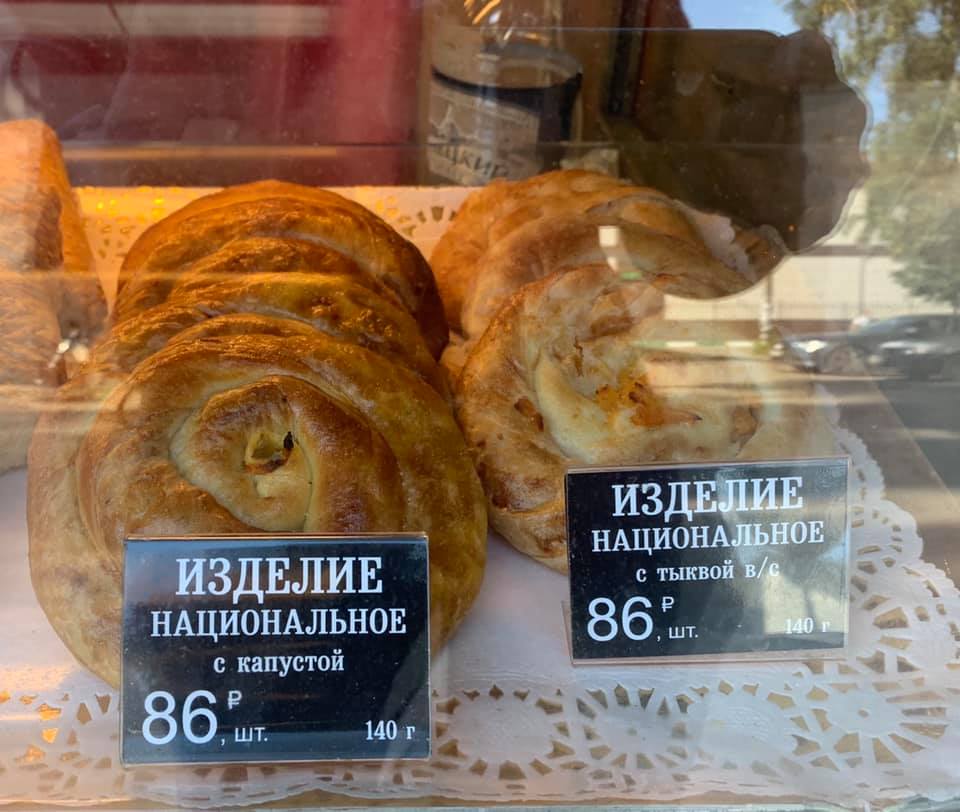 ИЗДЕЛИЕ
НАЦИОНАЛЬНОЕ
с капустой
86 ₽, шт.
140 г
ИЗДЕЛИЕ
НАЦИОНАЛЬНОЕ
с тыквой в/с
86 ₽, шт.
140 г